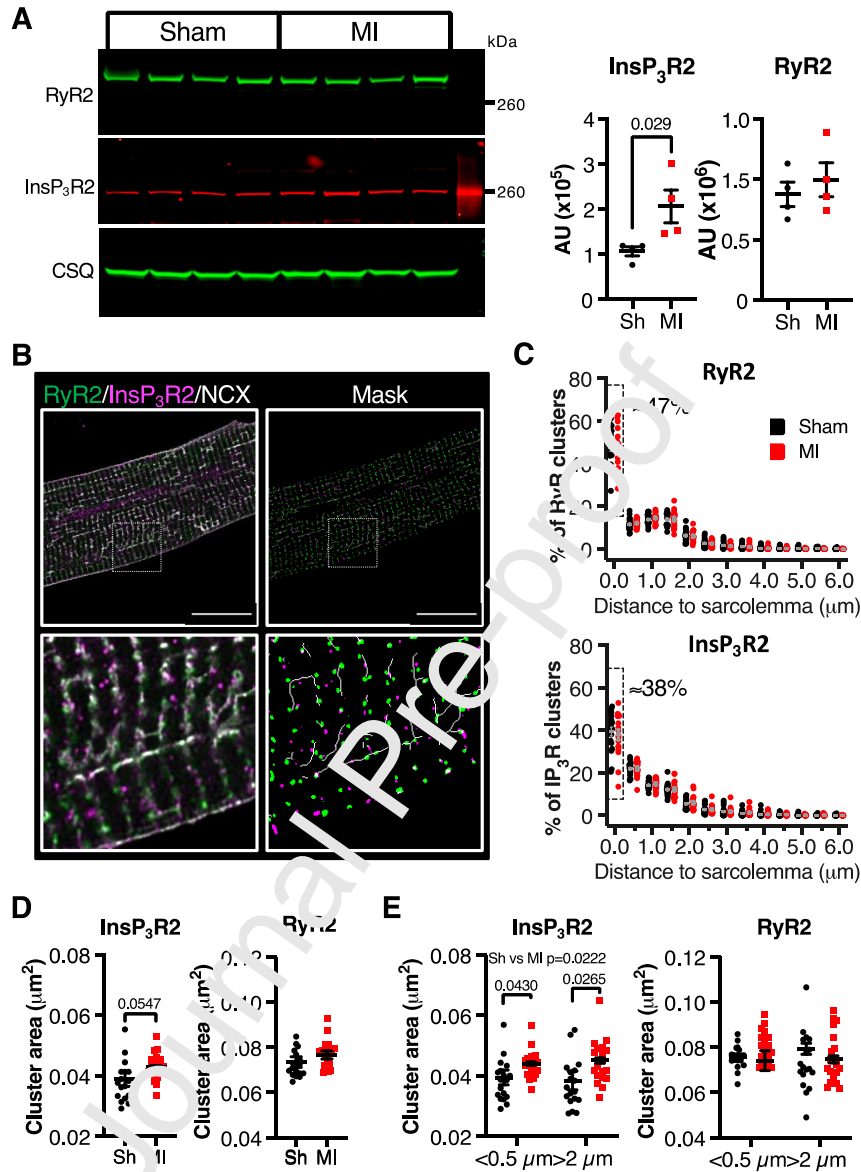 A
Sham MI
kDa
RyR2
260
InsP₃R2
260
CSQ
InsP₃R2
AU (x10⁵)
4
3
2
1
0
0.029
Sh MI
RyR2
AU (x10⁶)
1.0
1.5
0.5
0
Sh MI
B
RyR2/InsP₃R2/NCX
Mask
C
RyR2
% of RyR clusters
80
60
40
20
0
≈47%
Sham
MI
0.0 1.0 2.0 3.0 4.0 5.0 6.0
Distance to sarcolemma (μm)
InsP₃R2
% of IP₃R clusters
80
60
40
20
0
≈38%
0.0 1.0 2.0 3.0 4.0 5.0 6.0
Distance to sarcolemma (μm)
D
InsP₃R2
Cluster area (μm²)
0.08
0.06
0.04
0.02
0.0547
Sh MI
RyR2
Cluster area (μm²)
0.12
0.10
0.08
0.06
0.04
Sh MI
E
InsP₃R2
Cluster area (μm²)
0.08
0.06
0.04
0.02
Sh vs MI p=0.0222
0.0430
0.0265
<0.5 μm >2 μm
RyR2
Cluster area (μm²)
0.12
0.10
0.08
0.06
0.04
<0.5 μm >2 μm
Journal Pre-proof